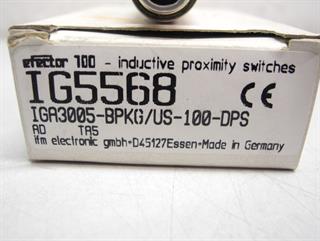 efector 100 - inductive proximity switches
IG5568
CE
IGA3005-BPKG/US-100-DPS
AD TA5
ifm electronic gmbh•D45127Essen•Made in Germany